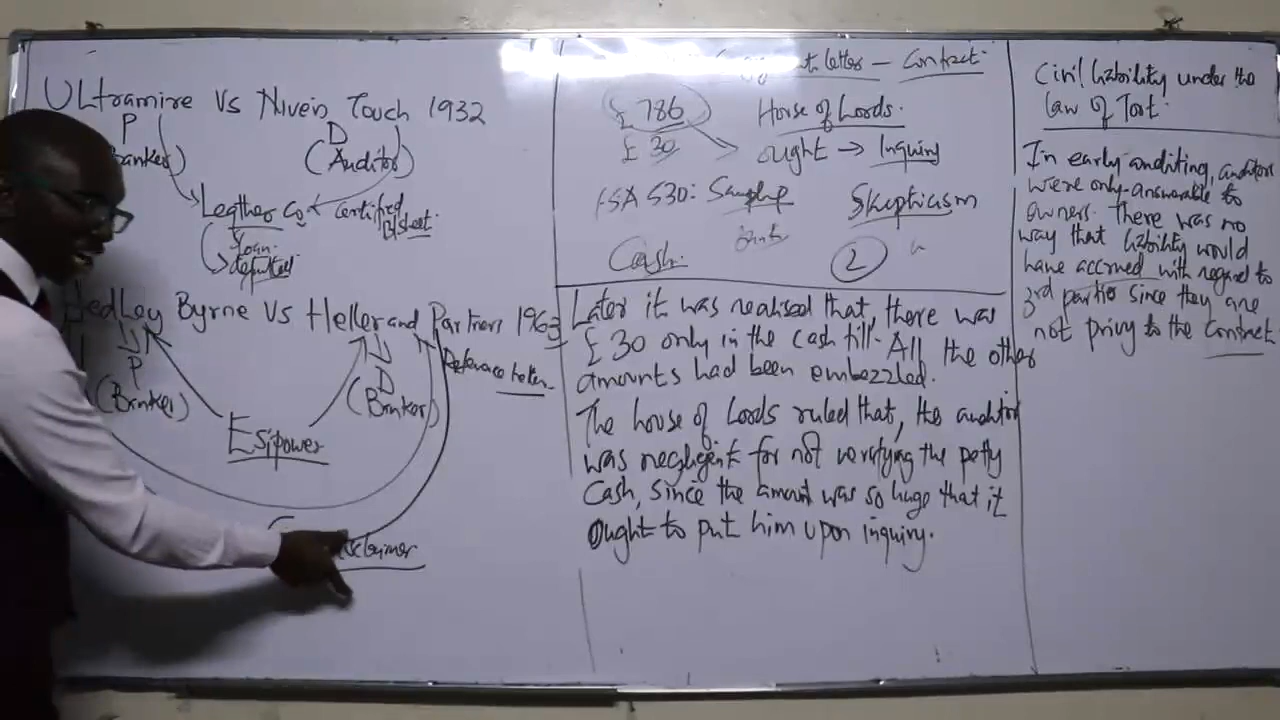 Ultramire vs Niveis Touch 1932
P
D
(Auditor)
Leather Co
Certified
B/sheet.
loan.
defaulted
Hedley Byrne vs Heller and Partners 1963
Reference letter
P
(Banker)
D
(Banker)
Esipower
letter – Contract
£ 786
House of Lords.
£ 30
ought → Inquiry
ISA 530: Sample
Skepticism
Cash.
2
Later it was realised that, there was
£ 30 only in the cash till. All the other
amounts had been embezzled.
The house of Lords ruled that, the auditor
was negligent for not verifying the petty
Cash, since the amount was so huge that it
Ought to put him upon inquiry.
Civil liability under the
law of Tort.
In early auditing, auditors
were only answerable to
owners. There was no
way that liability would
have accrued with regard to
3rd parties since they are
not privy to the contract